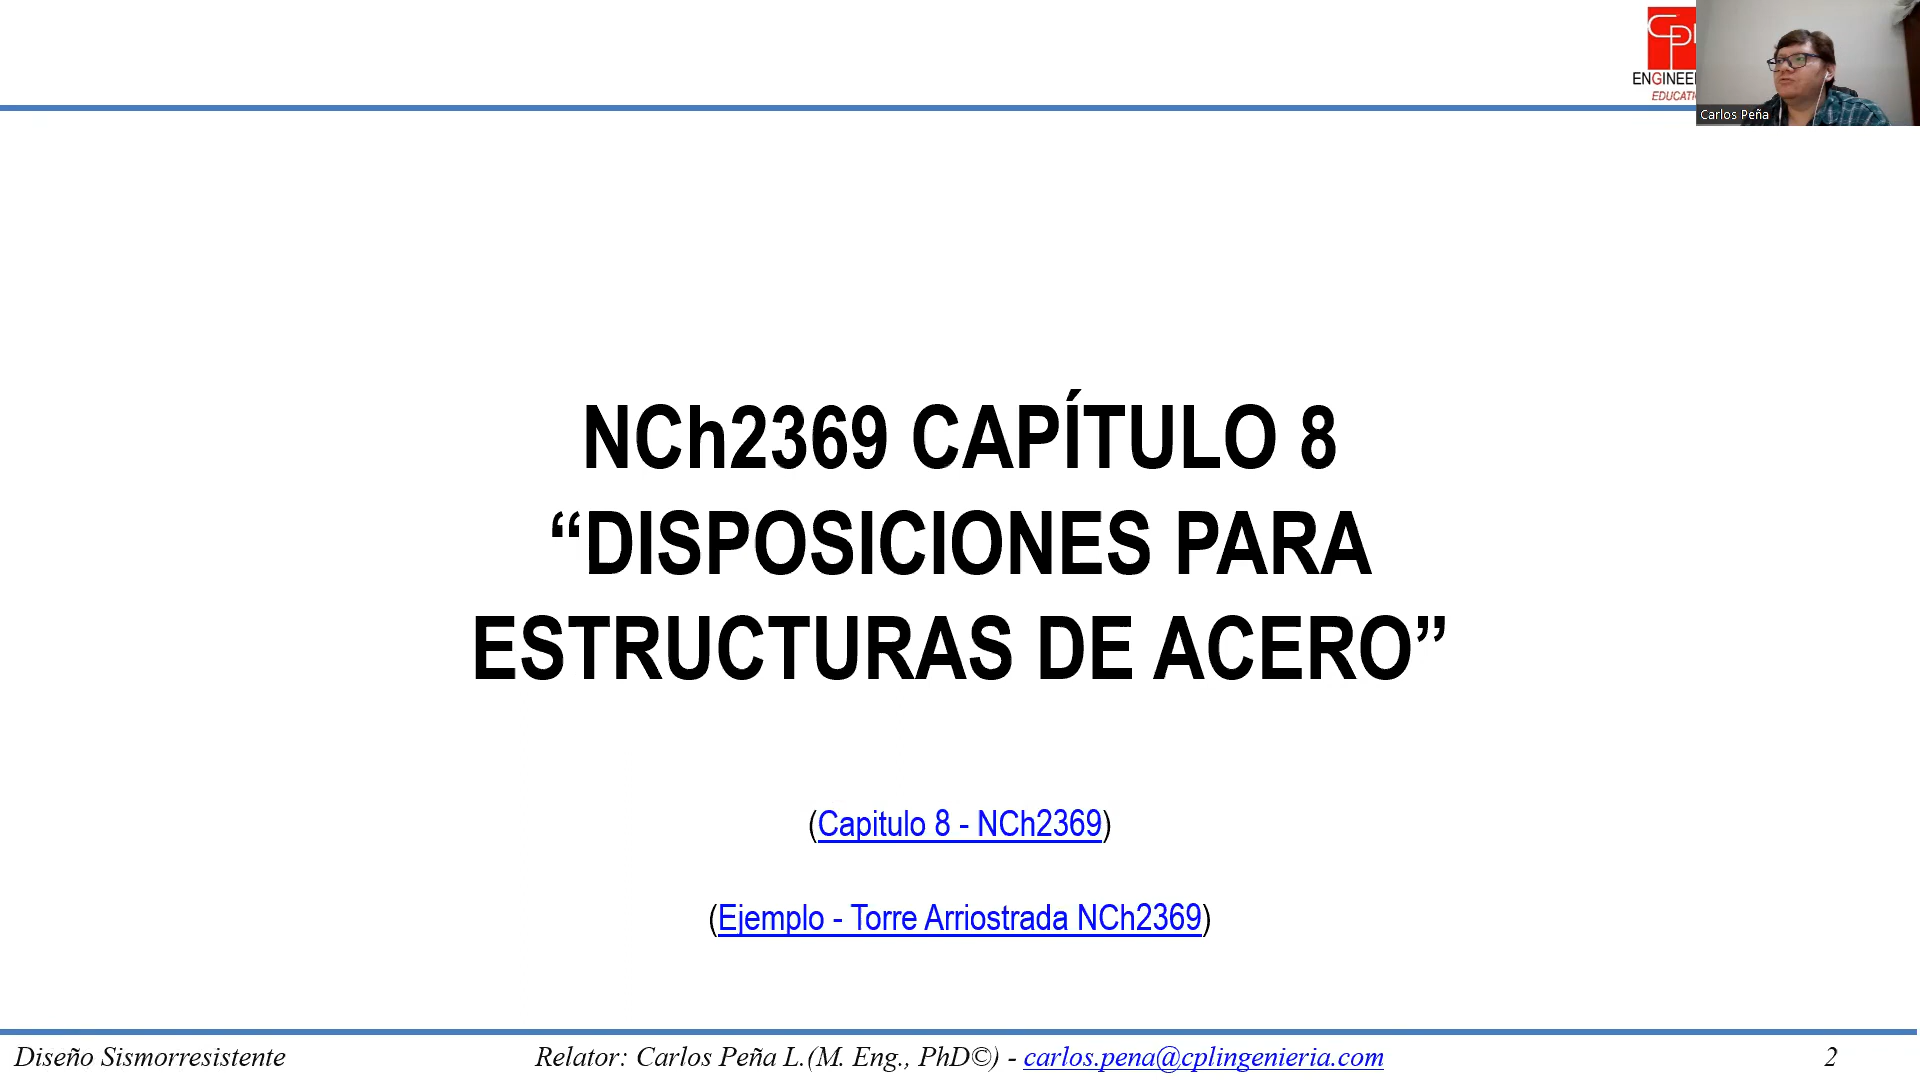 CPL
ENGINEE
EDUCATI
Carlos Peña
NCh2369 CAPÍTULO 8
“DISPOSICIONES PARA
ESTRUCTURAS DE ACERO”
(Capitulo 8 - NCh2369)
(Ejemplo - Torre Arriostrada NCh2369)
Diseño Sismorresistente
Relator: Carlos Peña L.(M. Eng., PhD©) - carlos.pena@cplingenieria.com
2